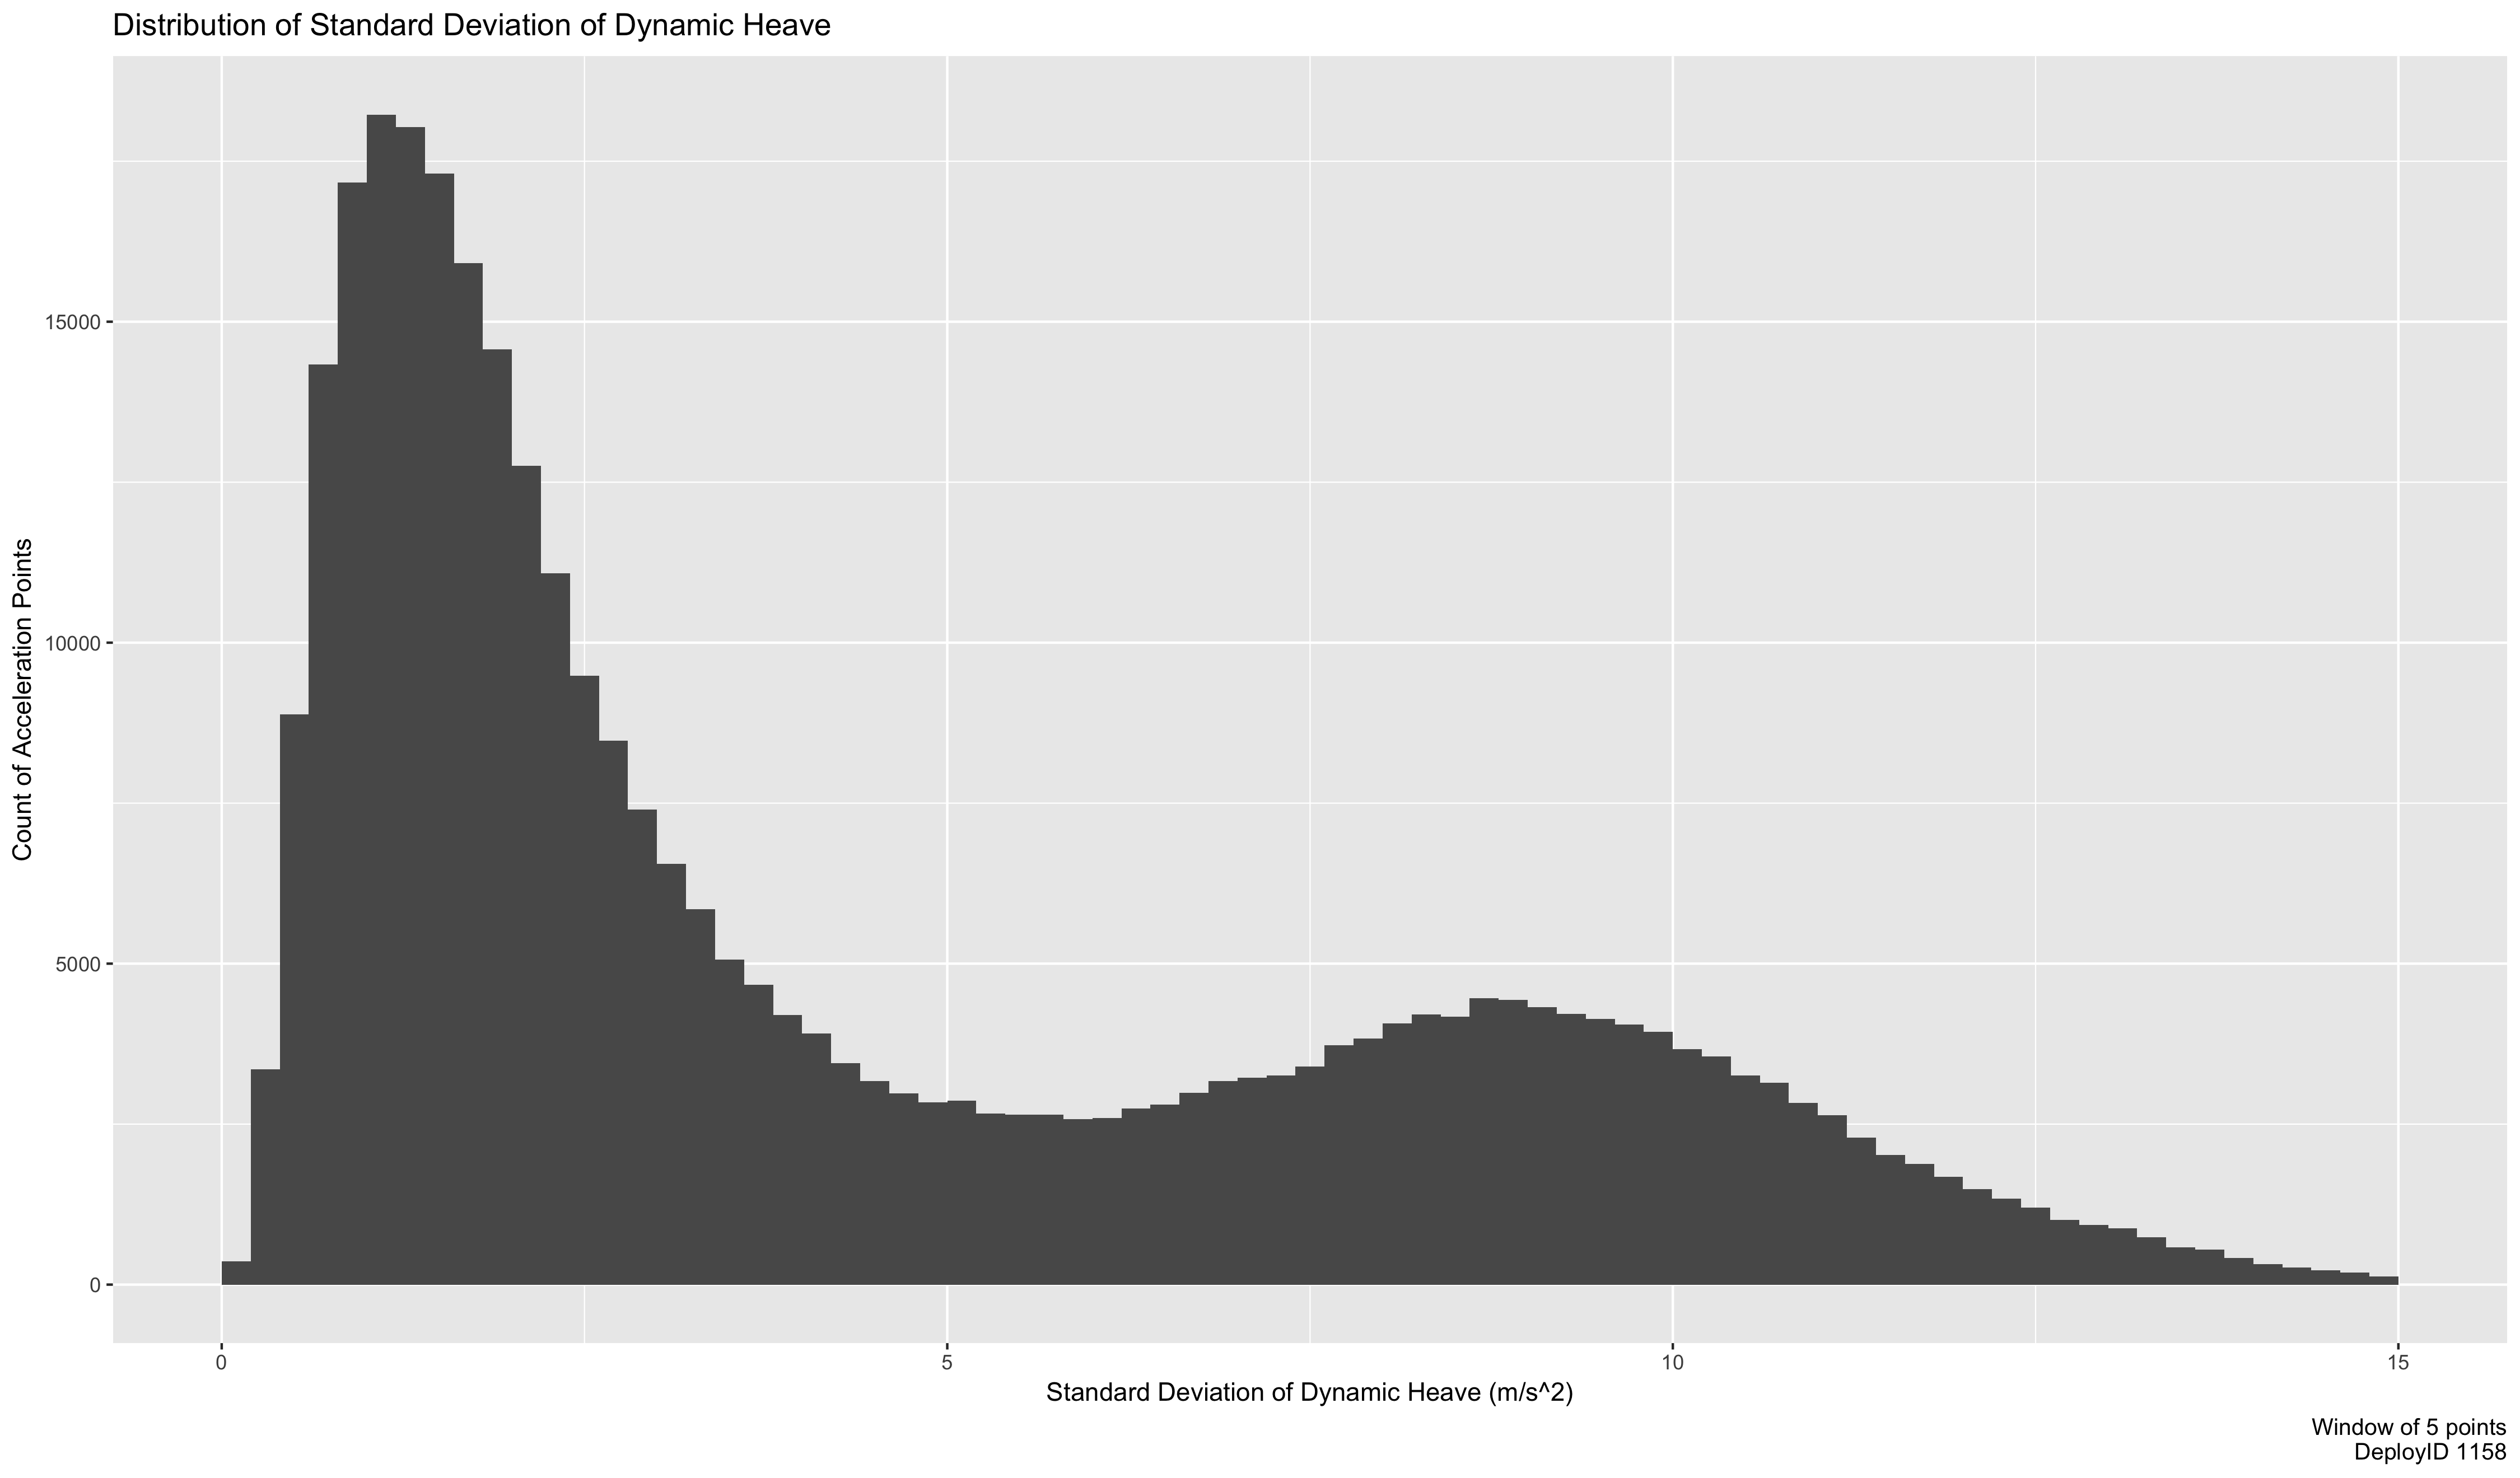 Distribution of Standard Deviation of Dynamic Heave
Count of Acceleration Points
15000
10000
5000
0
0
5
10
15
Standard Deviation of Dynamic Heave (m/s^2)
Window of 5 points
DeployID 1158